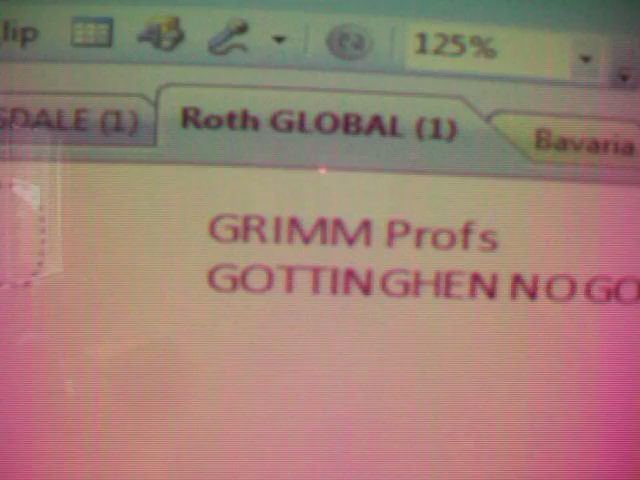 lip 125%
SDALE (1) Roth GLOBAL (1) Bavaria
GRIMM Profs
GOTTINGHEN NO GO